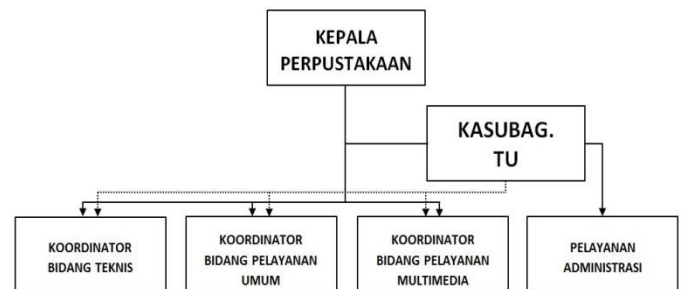 KEPALA
PERPUSTAKAAN
KASUBAG.
TU
KOORDINATOR
BIDANG TEKNIS
KOORDINATOR
BIDANG PELAYANAN
UMUM
KOORDINATOR
BIDANG PELAYANAN
MULTIMEDIA
PELAYANAN
ADMINISTRASI